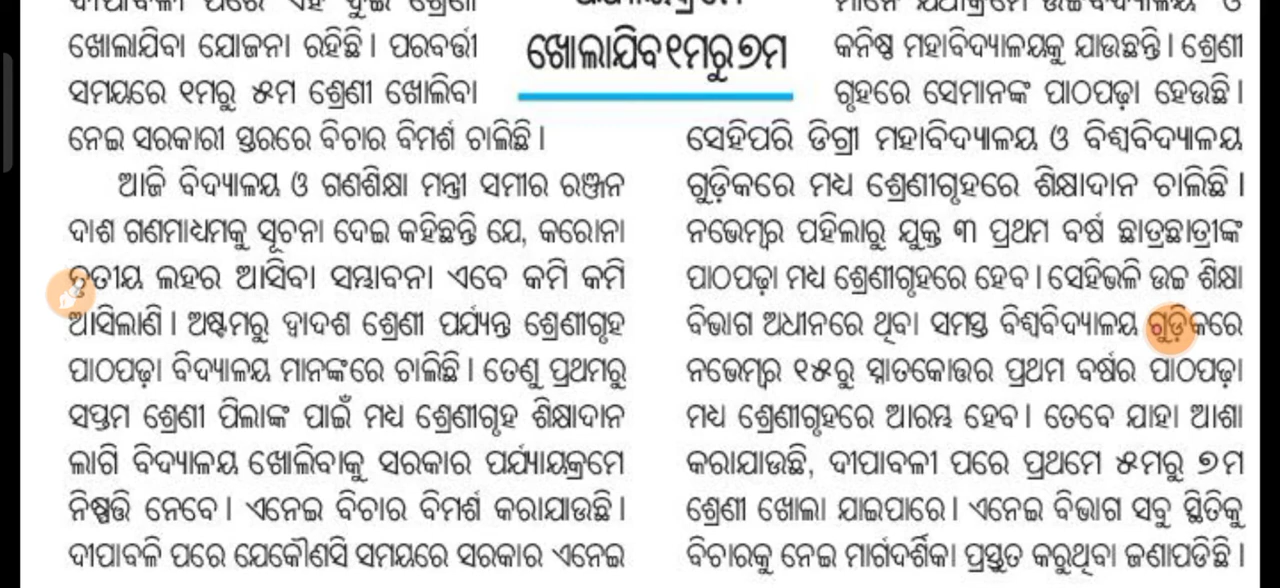 ଖୋଲାଯିବା ଯୋଜନା ରହିଛି । ପରବର୍ତ୍ତୀ
ସମୟରେ ୧ମରୁ ୫ମ ଶ୍ରେଣୀ ଖୋଲିବା
ନେଇ ସରକାରୀ ସ୍ତରରେ ବିଚାର ବିମର୍ଶ ଚାଲିଛି ।
ଆଜି ବିଦ୍ୟାଳୟ ଓ ଗଣଶିକ୍ଷା ମନ୍ତ୍ରୀ ସମୀର ରଞ୍ଜନ
ଦାଶ ଗଣମାଧ୍ୟମକୁ ସୂଚନା ଦେଇ କହିଛନ୍ତି ଯେ, କରୋନା
ତୃତୀୟ ଲହର ଆସିବା ସମ୍ଭାବନା ଏବେ କମି କମି
ଆସିଲାଣି । ଅଷ୍ଟମରୁ ଦ୍ବାଦଶ ଶ୍ରେଣୀ ପର୍ଯ୍ୟନ୍ତ ଶ୍ରେଣୀଗୃହ
ପାଠପଢ଼ା ବିଦ୍ୟାଳୟ ମାନଙ୍କରେ ଚାଲିଛି । ତେଣୁ ପ୍ରଥମରୁ
ସପ୍ତମ ଶ୍ରେଣୀ ପିଲାଙ୍କ ପାଇଁ ମଧ୍ୟ ଶ୍ରେଣୀଗୃହ ଶିକ୍ଷାଦାନ
ଲାଗି ବିଦ୍ୟାଳୟ ଖୋଲିବାକୁ ସରକାର ପର୍ଯ୍ୟାୟକ୍ରମେ
ନିଷ୍ପତ୍ତି ନେବେ । ଏନେଇ ବିଚାର ବିମର୍ଶ କରାଯାଉଛି ।
ଦୀପାବଳି ପରେ ଯେକୌଣସି ସମୟରେ ସରକାର ଏନେଇ
ଖୋଲାଯିବ ୧ମରୁ ୭ମ
କନିଷ୍ଠ ମହାବିଦ୍ୟାଳୟକୁ ଯାଉଛନ୍ତି । ଶ୍ରେଣୀ
ଗୃହରେ ସେମାନଙ୍କ ପାଠପଢ଼ା ହେଉଛି ।
ସେହିପରି ଡିଗ୍ରୀ ମହାବିଦ୍ୟାଳୟ ଓ ବିଶ୍ୱବିଦ୍ୟାଳୟ
ଗୁଡ଼ିକରେ ମଧ୍ୟ ଶ୍ରେଣୀଗୃହରେ ଶିକ୍ଷାଦାନ ଚାଲିଛି ।
ନଭେମ୍ବର ପହିଲାରୁ ଯୁକ୍ତ ୩ ପ୍ରଥମ ବର୍ଷ ଛାତ୍ରଛାତ୍ରୀଙ୍କ
ପାଠପଢ଼ା ମଧ୍ୟ ଶ୍ରେଣୀଗୃହରେ ହେବ । ସେହିଭଳି ଉଚ୍ଚ ଶିକ୍ଷା
ବିଭାଗ ଅଧୀନରେ ଥିବା ସମସ୍ତ ବିଶ୍ୱବିଦ୍ୟାଳୟ ଗୁଡ଼ିକରେ
ନଭେମ୍ବର ୧୫ରୁ ସ୍ନାତକୋତ୍ତର ପ୍ରଥମ ବର୍ଷର ପାଠପଢ଼ା
ମଧ୍ୟ ଶ୍ରେଣୀଗୃହରେ ଆରମ୍ଭ ହେବ । ତେବେ ଯାହା ଆଶା
କରାଯାଉଛି, ଦୀପାବଳୀ ପରେ ପ୍ରଥମେ ୫ମରୁ ୭ମ
ଶ୍ରେଣୀ ଖୋଲା ଯାଇପାରେ । ଏନେଇ ବିଭାଗ ସବୁ ସ୍ଥିତିକୁ
ବିଚାରକୁ ନେଇ ମାର୍ଗଦର୍ଶିକା ପ୍ରସ୍ତୁତ କରୁଥିବା ଜଣାପଡିଛି ।